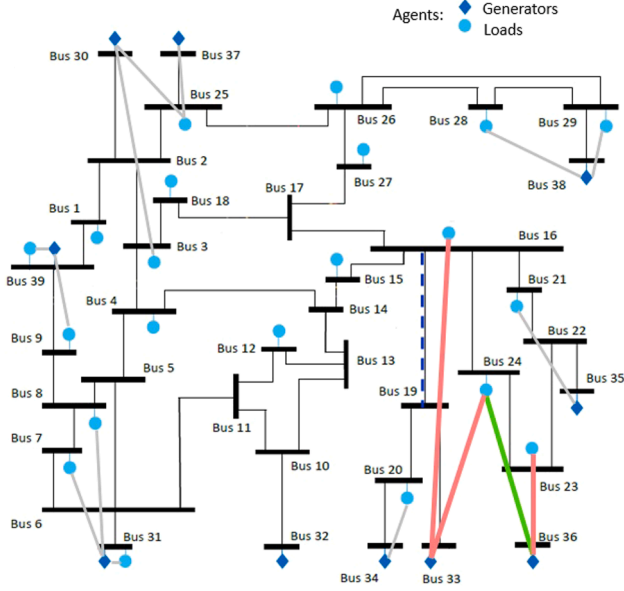 Agents: Generators
Loads
Bus 30
Bus 37
Bus 25
Bus 26
Bus 28
Bus 29
Bus 2
Bus 27
Bus 38
Bus 18
Bus 17
Bus 1
Bus 3
Bus 16
Bus 39
Bus 15
Bus 21
Bus 4
Bus 14
Bus 9
Bus 12
Bus 13
Bus 22
Bus 5
Bus 24
Bus 35
Bus 8
Bus 19
Bus 11
Bus 7
Bus 10
Bus 20
Bus 23
Bus 6
Bus 31
Bus 32
Bus 36
Bus 34
Bus 33